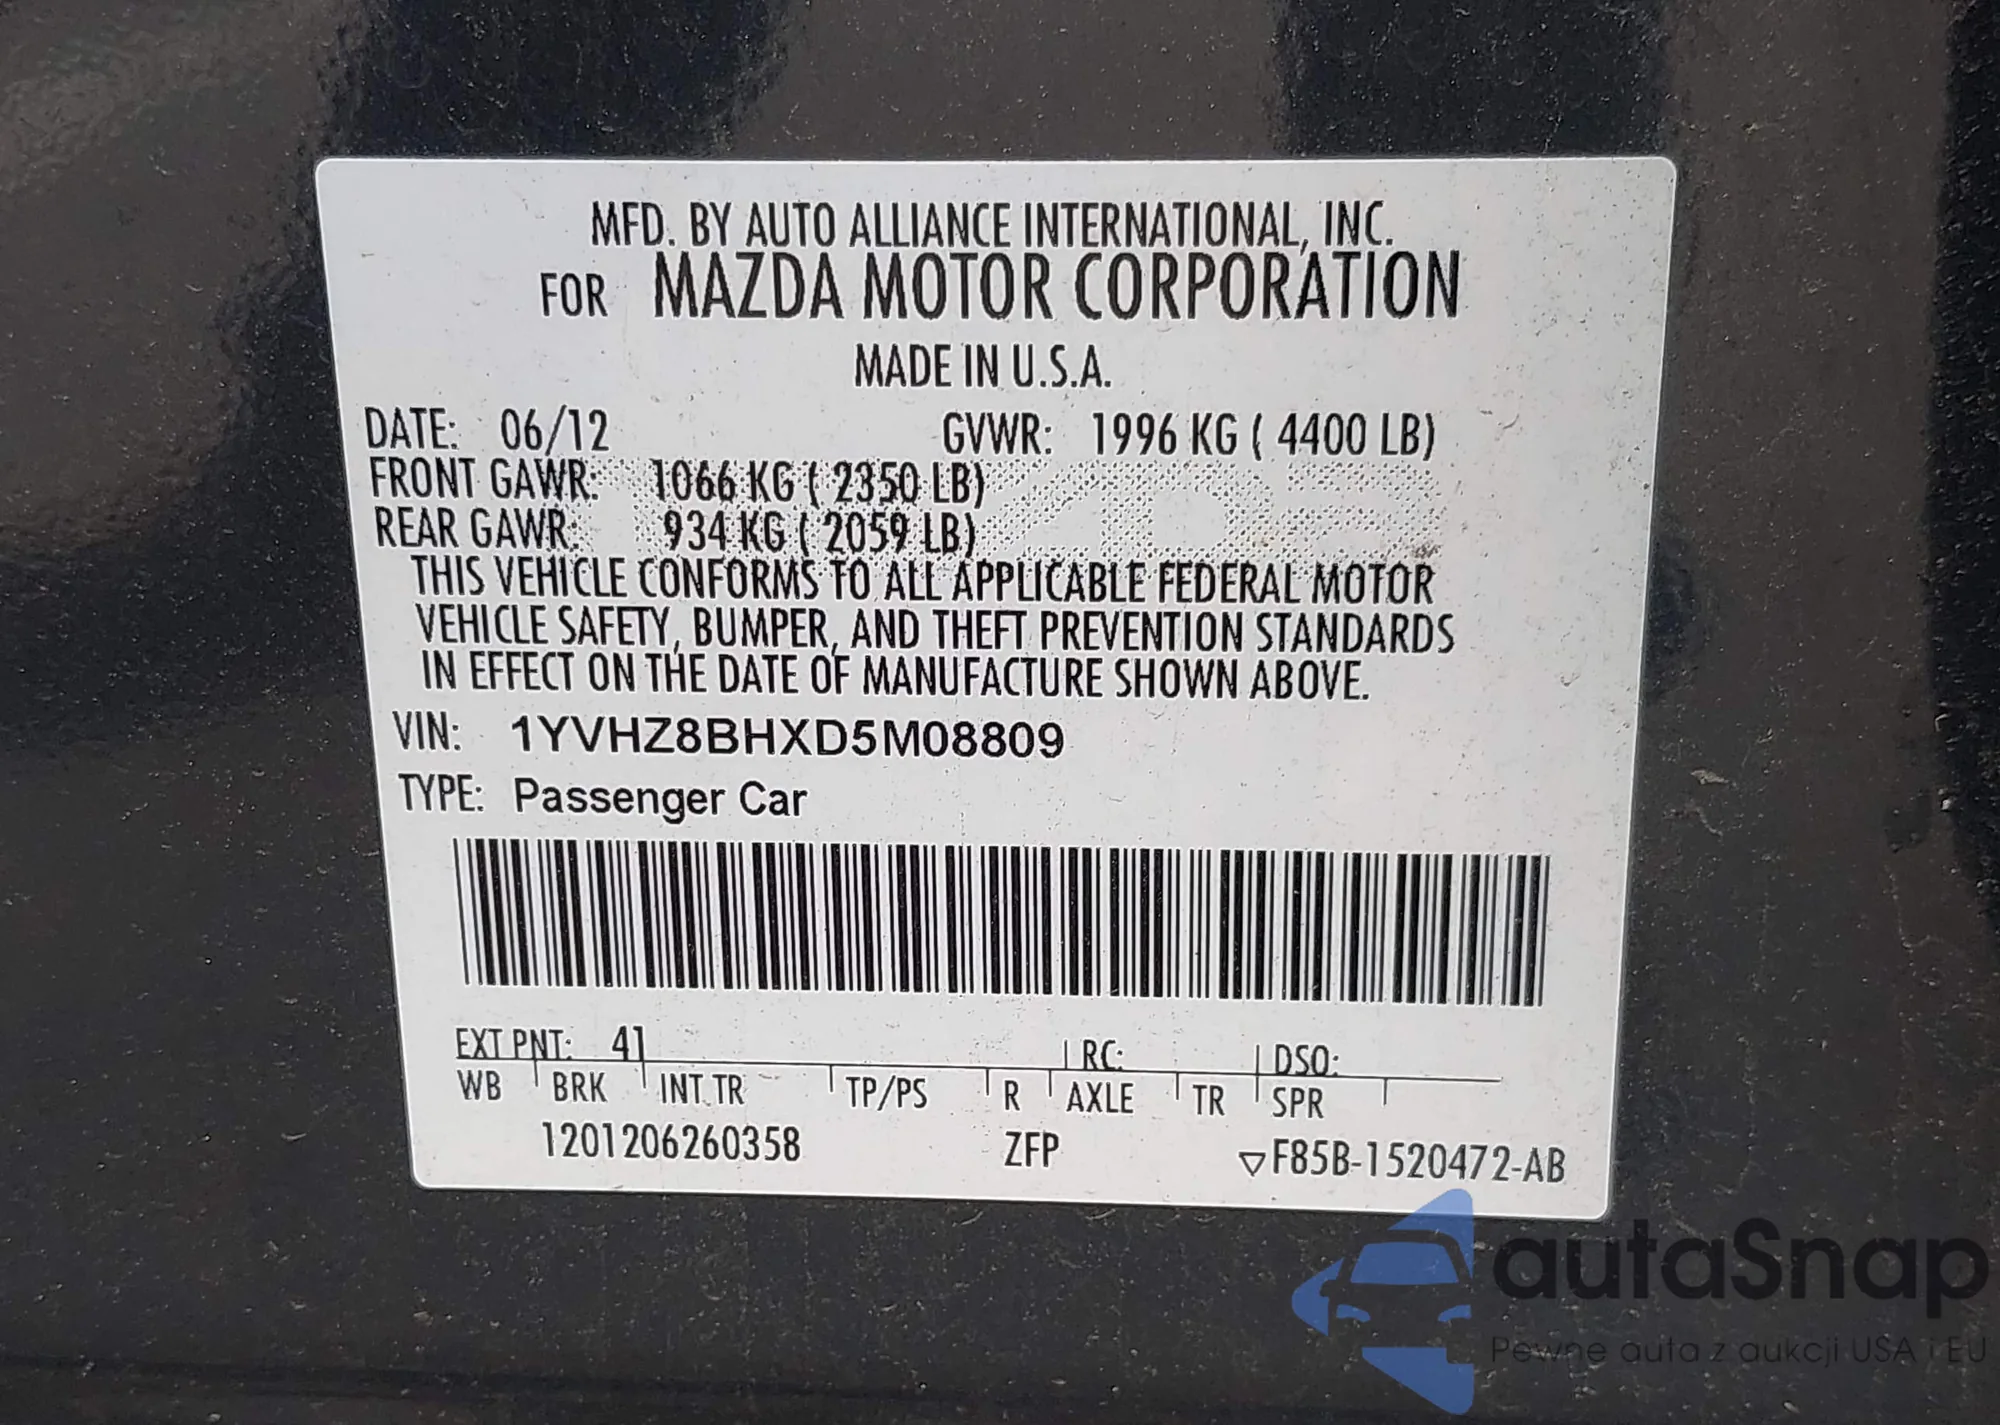 MFD. BY AUTO ALLIANCE INTERNATIONAL, INC.
FOR MAZDA MOTOR CORPORATION
MADE IN U.S.A.
DATE: 06/12 GVWR: 1996 KG ( 4400 LB)
FRONT GAWR: 1066 KG ( 2350 LB)
REAR GAWR: 934 KG ( 2059 LB)
THIS VEHICLE CONFORMS TO ALL APPLICABLE FEDERAL MOTOR
VEHICLE SAFETY, BUMPER, AND THEFT PREVENTION STANDARDS
IN EFFECT ON THE DATE OF MANUFACTURE SHOWN ABOVE.
VIN: 1YVHZ8BHXD5M08809
TYPE: Passenger Car
EXT PNT: 41 RC: DSO:
WB BRK INT TR TP/PS R AXLE TR SPR
1201206260358 ZFP ▽F85B-1520472-AB
autaSnap
Pewne auta z aukcji USA i EU